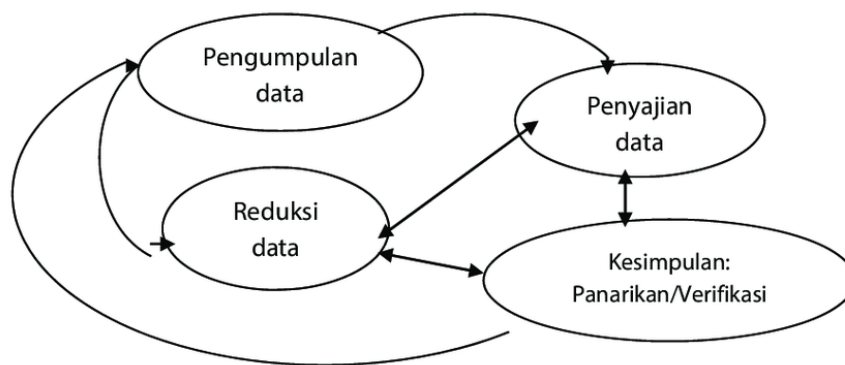 Pengumpulan
data
Penyajian
data
Reduksi
data
Kesimpulan:
Panarikan/Verifikasi